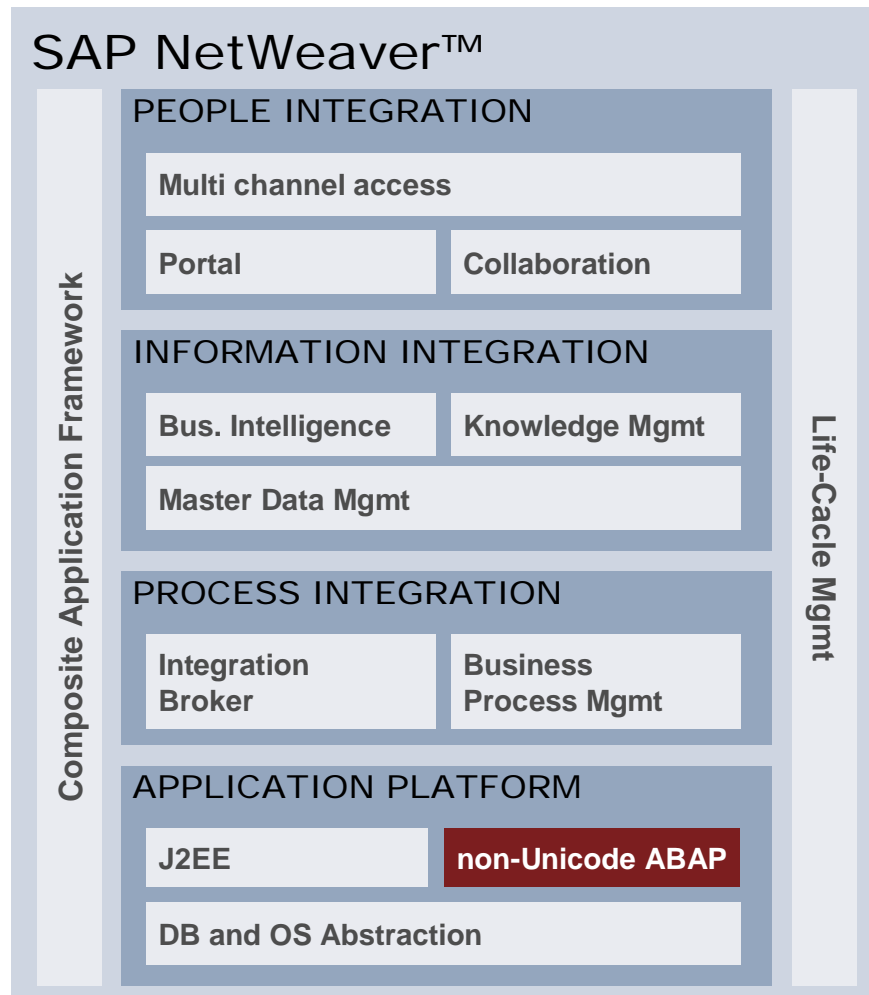 SAP NetWeaver™
Composite Application Framework
PEOPLE INTEGRATION
Multi channel access
Portal
Collaboration
INFORMATION INTEGRATION
Bus. Intelligence
Knowledge Mgmt
Master Data Mgmt
PROCESS INTEGRATION
Integration
Broker
Business
Process Mgmt
APPLICATION PLATFORM
J2EE
non-Unicode ABAP
DB and OS Abstraction
Life-Cacle Mgmt